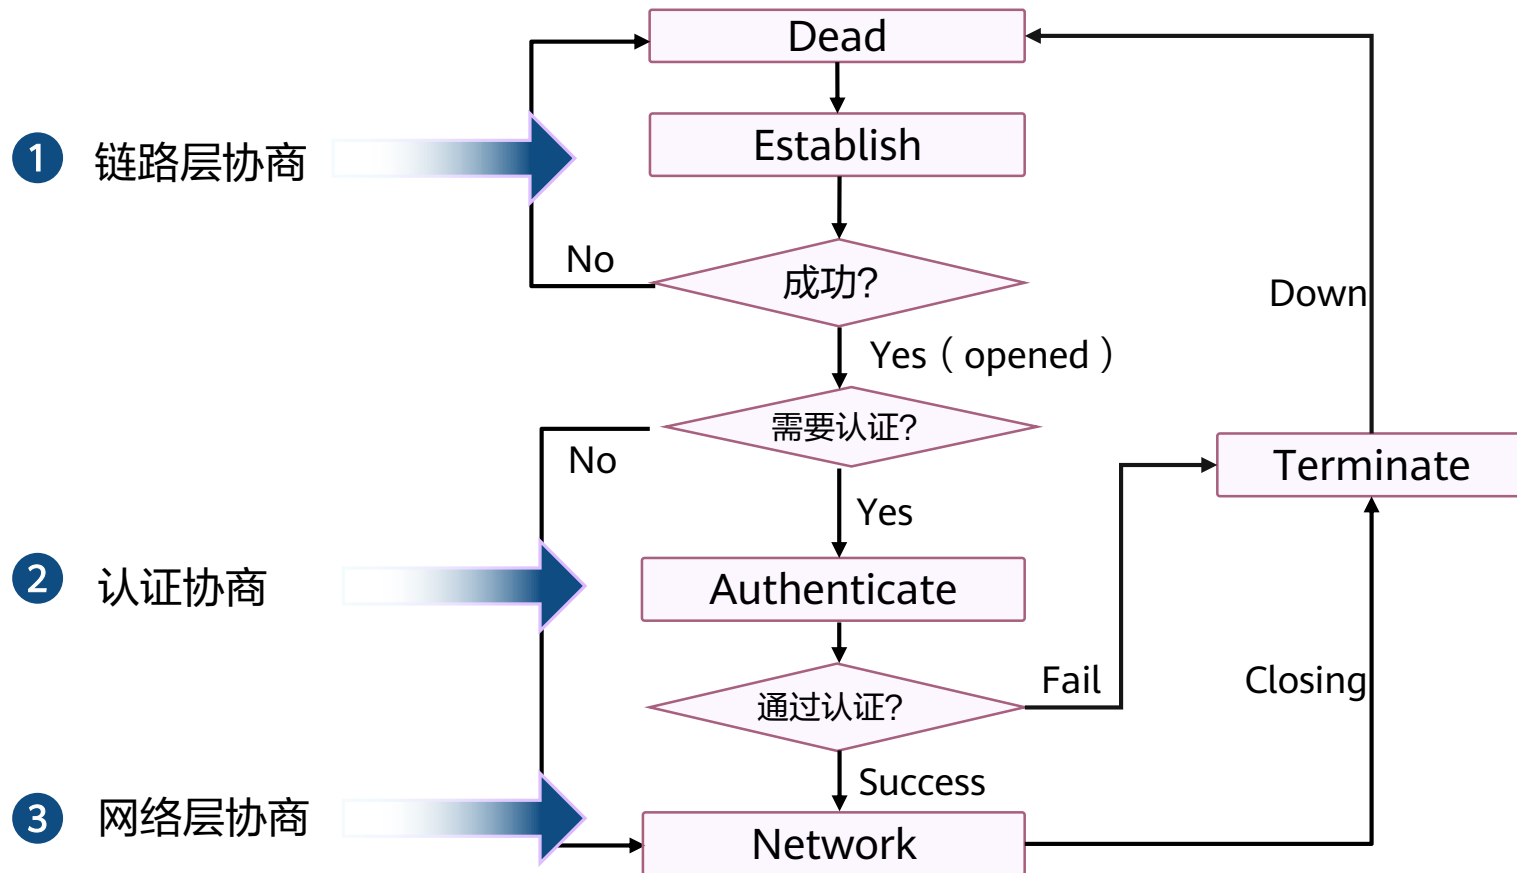 Dead
Establish
1 链路层协商
No
成功?
Down
Yes（opened）
需要认证?
No
Terminate
Yes
2 认证协商
Authenticate
Fail
Closing
通过认证?
Success
3 网络层协商
Network